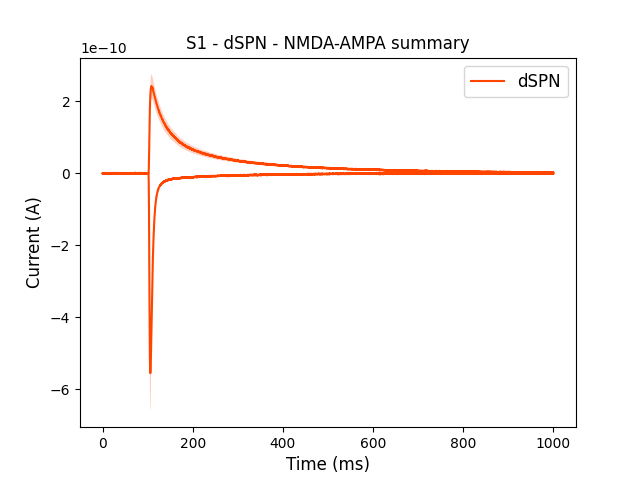 S1 - dSPN - NMDA-AMPA summary
1e−10
dSPN
2
0
−2
−4
−6
Current (A)
0 200 400 600 800 1000
Time (ms)